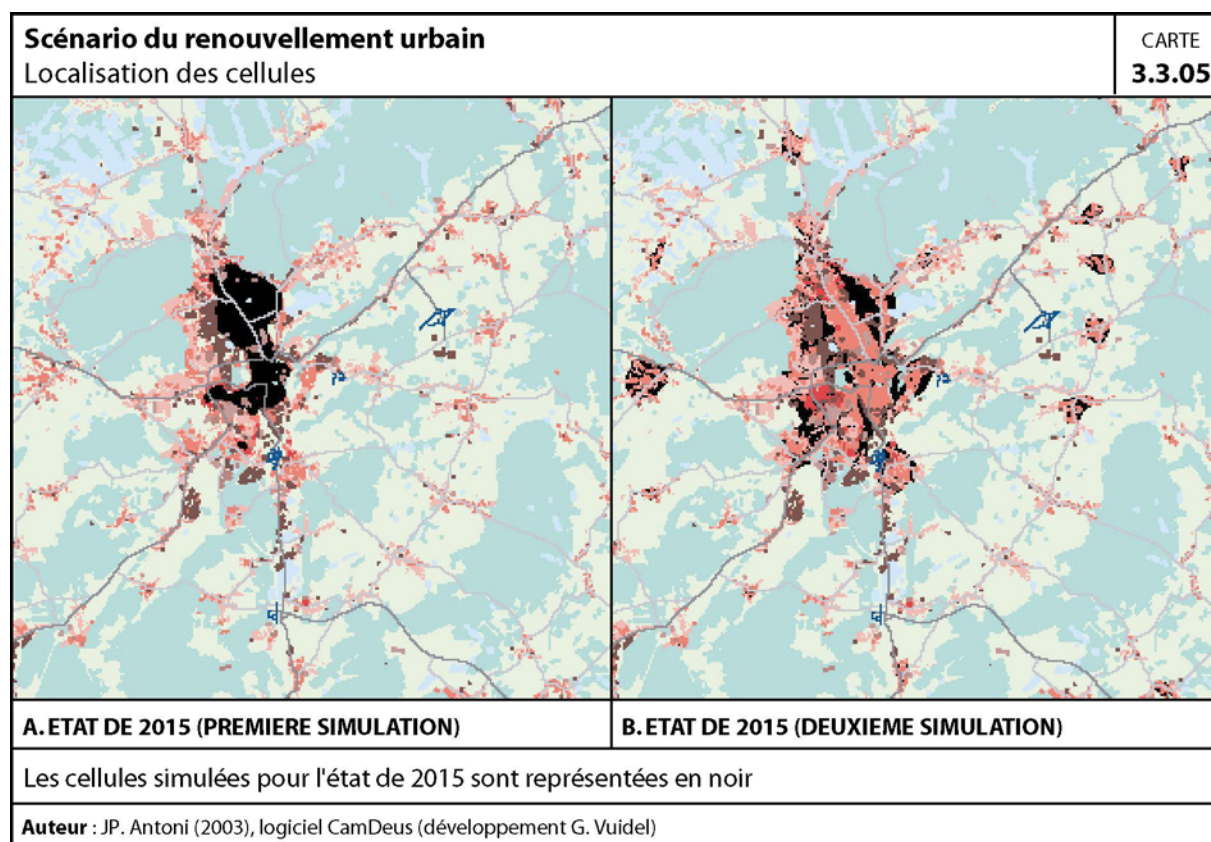 Scénario du renouvellement urbain
Localisation des cellules
CARTE
3.3.05
A. ETAT DE 2015 (PREMIERE SIMULATION)
B. ETAT DE 2015 (DEUXIEME SIMULATION)
Les cellules simulées pour l'état de 2015 sont représentées en noir
Auteur : JP. Antoni (2003), logiciel CamDeus (développement G. Vuidel)